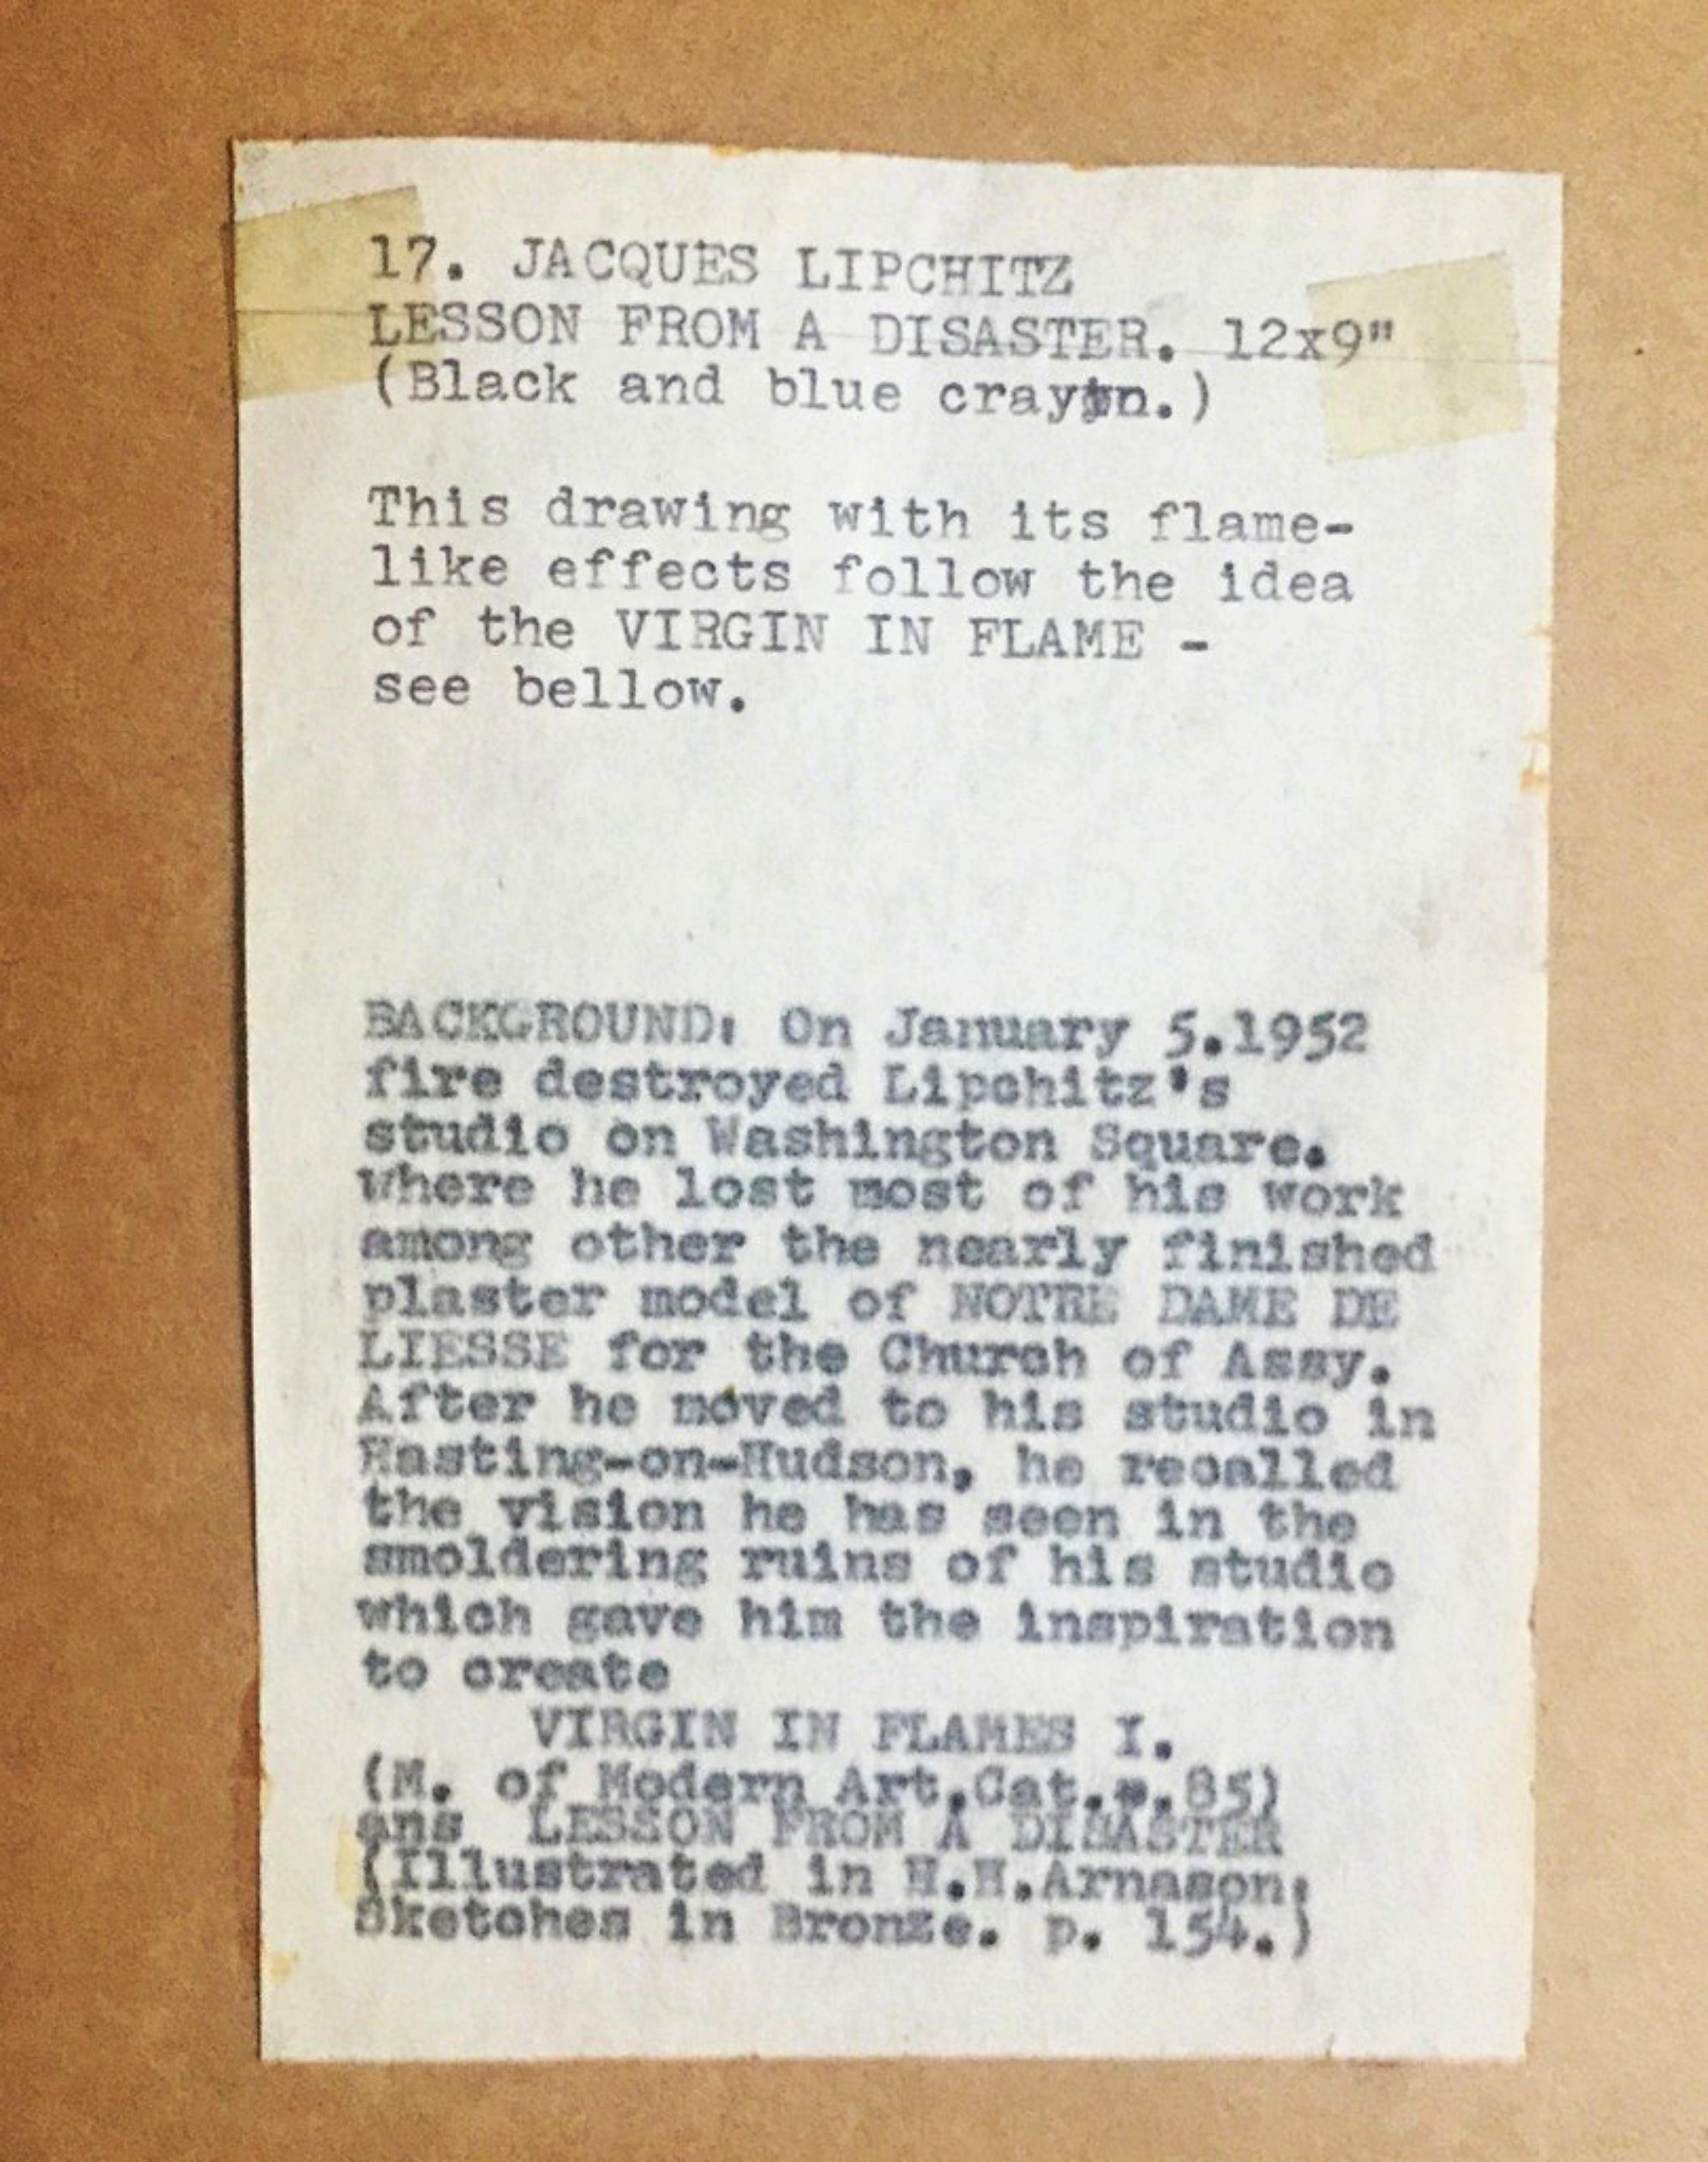 17. JACQUES LIPCHITZ
LESSON FROM A DISASTER. 12x9"
(Black and blue crayon.)
This drawing with its flame-
like effects follow the idea
of the VIRGIN IN FLAME -
see bellow.
BACKGROUND: On January 5.1952
fire destroyed Lipchitz's
studio on Washington Square.
Where he lost most of his work
among other the nearly finished
plaster model of NOTRE DAME DE
LIESSE for the Church of Assy.
After he moved to his studio in
Hasting-on-Hudson, he recalled
the vision he has seen in the
smoldering ruins of his studio
which gave him the inspiration
to create
VIRGIN IN FLAMES I.
(M. of Modern Art.Cat.p.85)
ans LESSON FROM A DISASTER
(Illustrated in H.H.Arnason:
Sketches in Bronze. p. 154.)